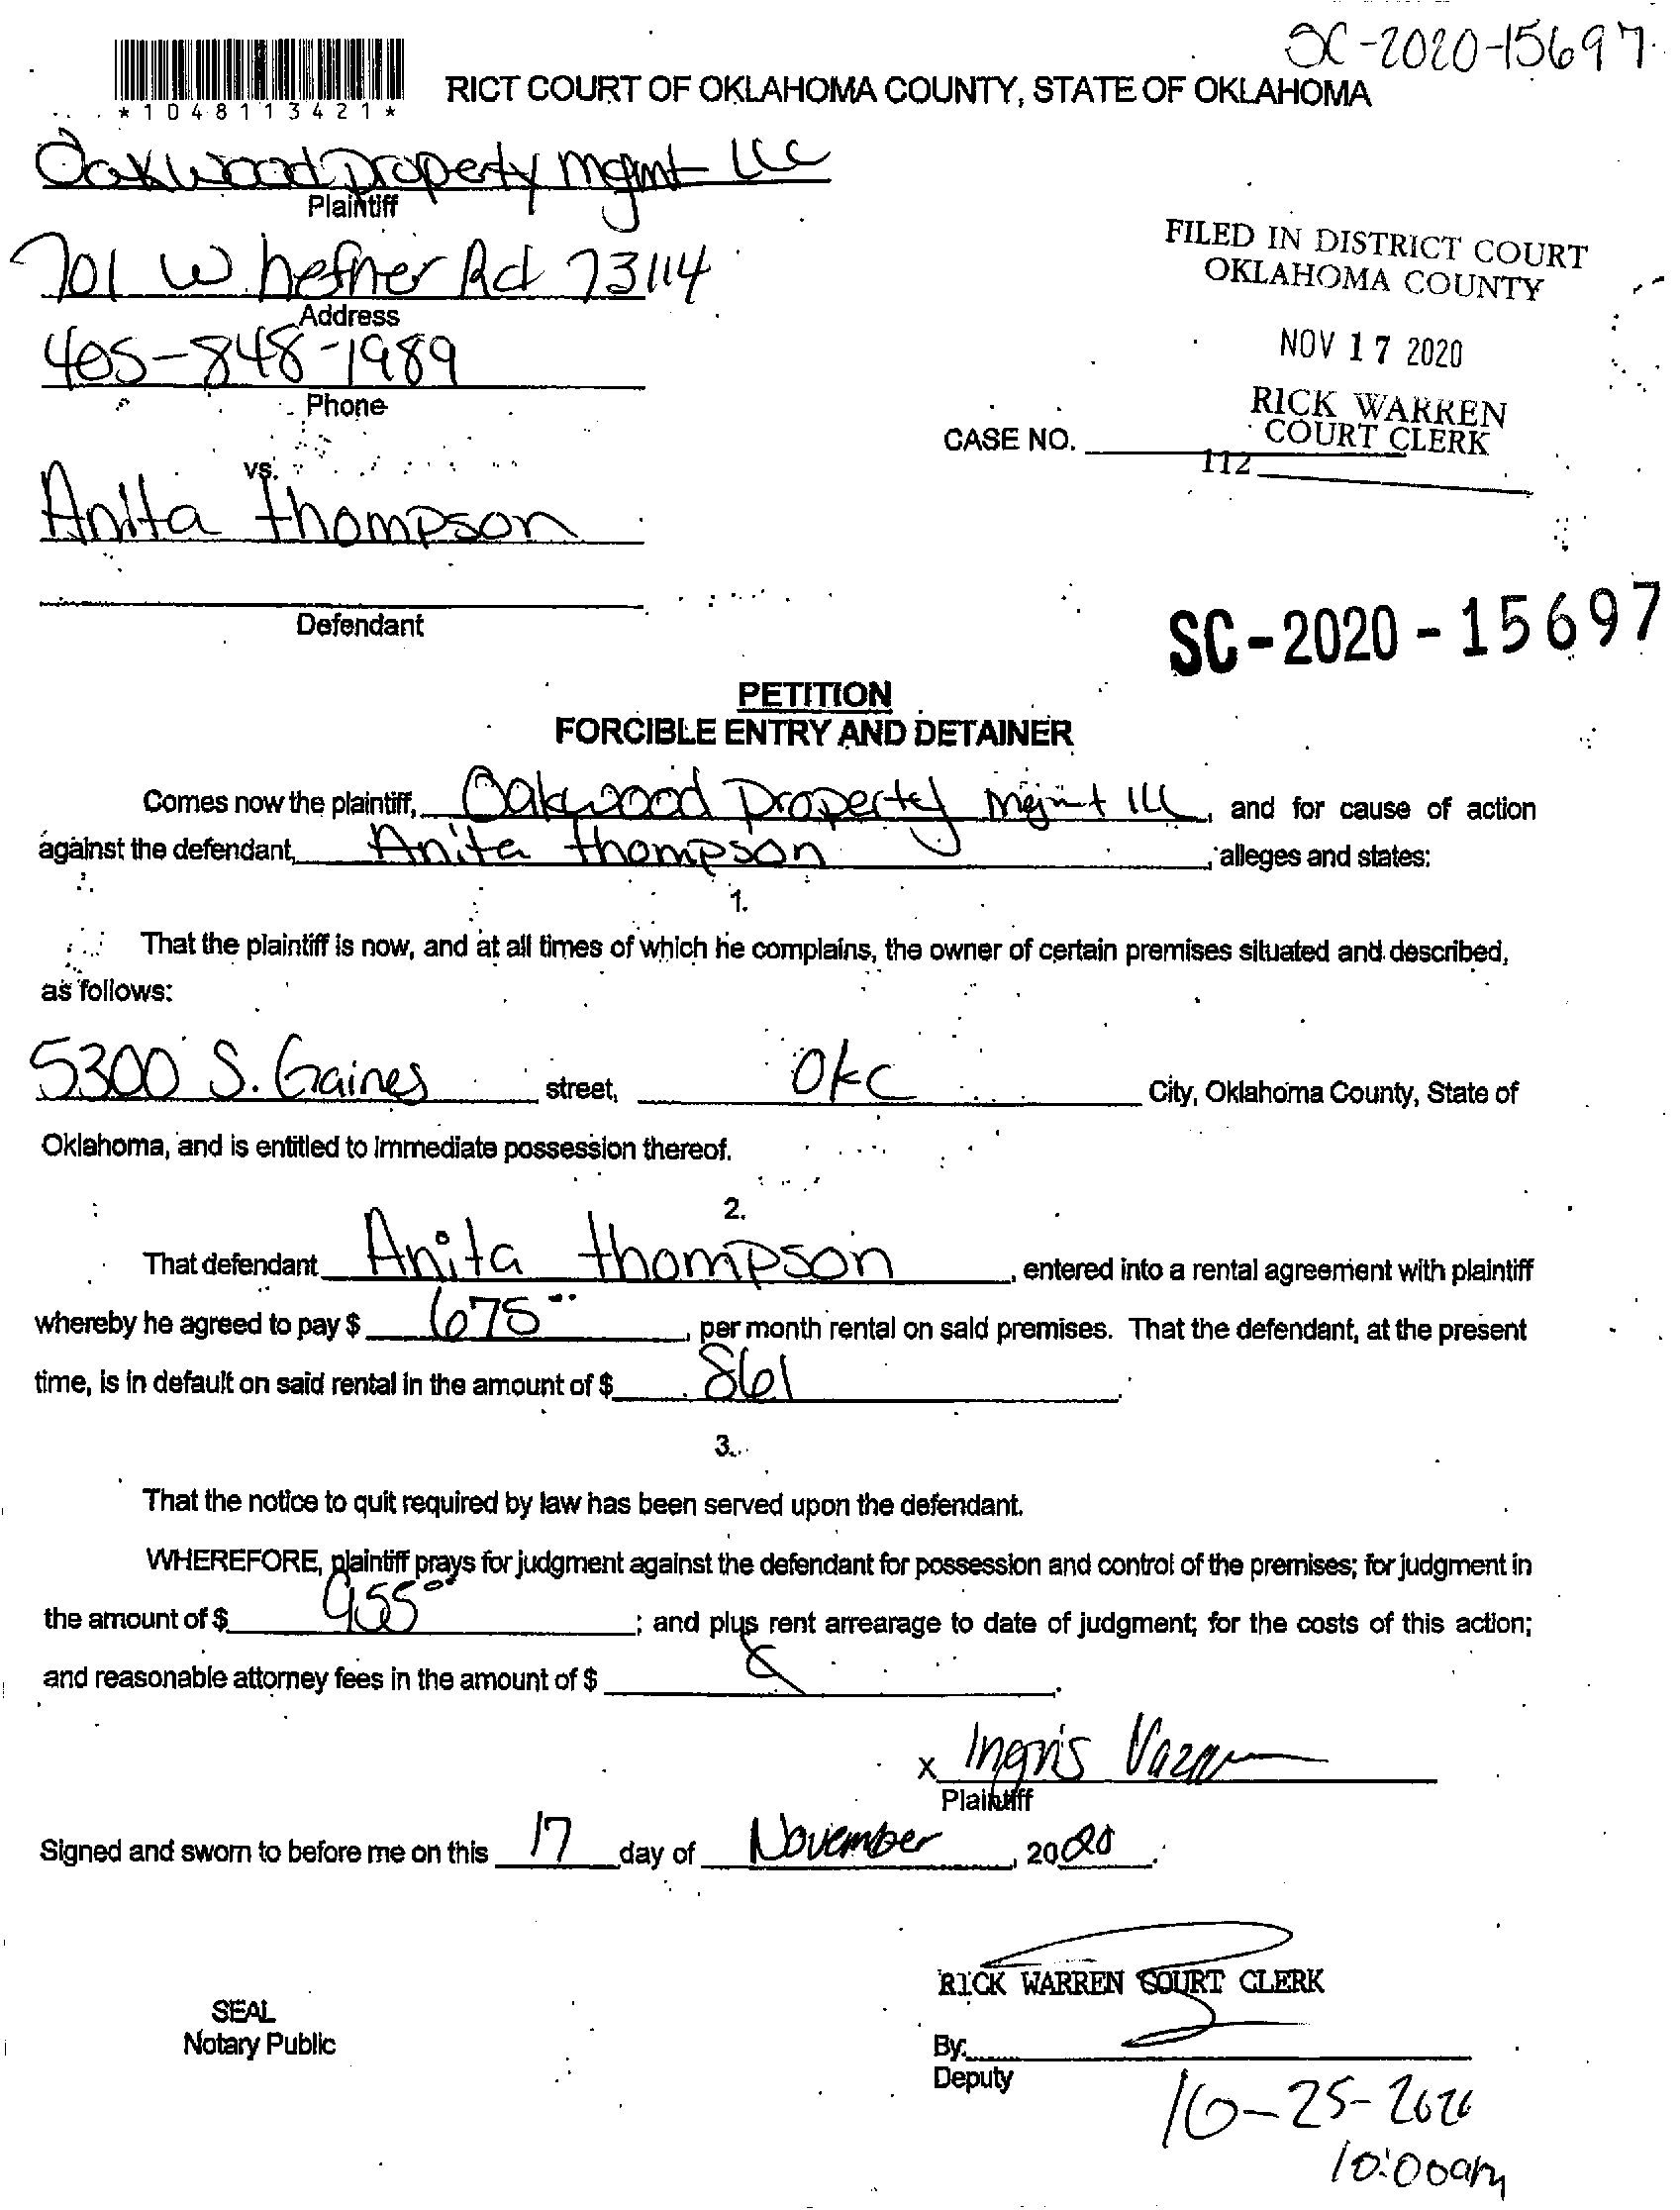 SC-2020-15697
*1048113421*
RICT COURT OF OKLAHOMA COUNTY, STATE OF OKLAHOMA
Oakwood Property Mgmt LLC
Plaintiff
701 W hefner Rd 73114
Address
405-848-1989
Phone
FILED IN DISTRICT COURT
OKLAHOMA COUNTY
NOV 17 2020
RICK WARREN
COURT CLERK
CASE NO.
112
vs.
Anita thompson
Defendant
SC-2020-15697
PETITION
FORCIBLE ENTRY AND DETAINER
Comes now the plaintiff, Oakwood Property Mgmt LLC, and for cause of action
against the defendant, Anita thompson, alleges and states:
1.
That the plaintiff is now, and at all times of which he complains, the owner of certain premises situated and described,
as follows:
5300 S. Gaines street, OKC City, Oklahoma County, State of
Oklahoma, and is entitled to immediate possession thereof.
2.
That defendant Anita thompson, entered into a rental agreement with plaintiff
whereby he agreed to pay $ 675, per month rental on said premises. That the defendant, at the present
time, is in default on said rental in the amount of $ 861.
3.
That the notice to quit required by law has been served upon the defendant.
WHEREFORE, plaintiff prays for judgment against the defendant for possession and control of the premises; for judgment in
the amount of $ 955.00; and plus rent arrearage to date of judgment; for the costs of this action;
and reasonable attorney fees in the amount of $
x Ingris
Plaintiff
Signed and sworn to before me on this 17 day of November, 2020.
RICK WARREN COURT CLERK
SEAL
Notary Public
By:
Deputy
25-2020
10:00am